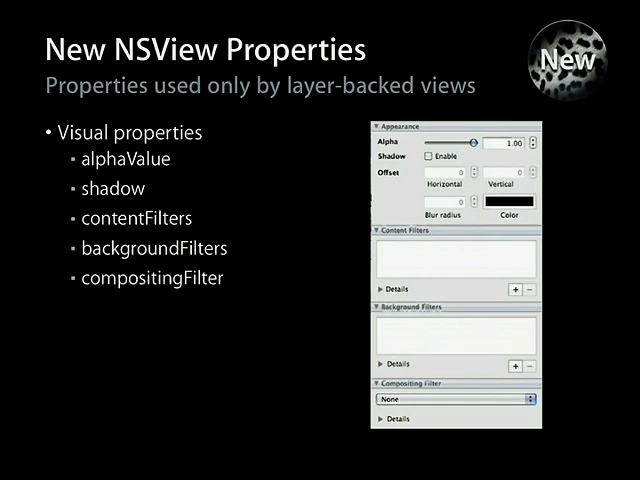 New NSView Properties
New
Properties used only by layer-backed views
• Visual properties
▪ alphaValue
▪ shadow
▪ contentFilters
▪ backgroundFilters
▪ compositingFilter
Appearance
Alpha 1.00
Shadow Enable
Offset 0 0
Horizontal Vertical
0
Blur radius Color
Content Filters
Details + −
Background Filters
Details + −
Compositing Filter
None
Details